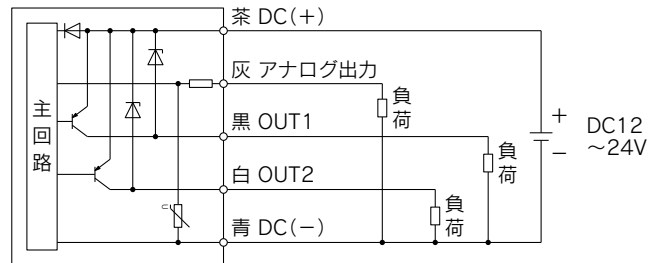 茶 DC(+)
灰 アナログ出力
負荷
主回路
黒 OUT1
+
−
DC12
～24V
負荷
白 OUT2
負荷
青 DC(−)